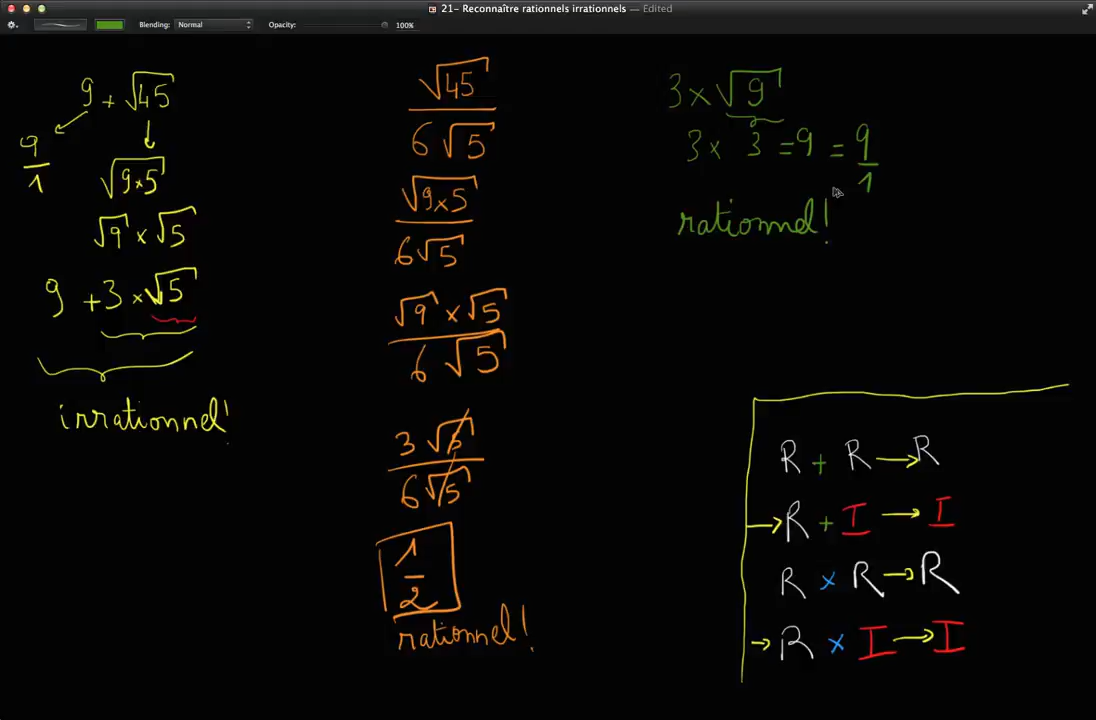 21- Reconnaître rationnels irrationnels — Edited
Blending: Normal Opacity: 100%
9 + √45
9/1
√9×5
√9 × √5
9 + 3 × √5
irrationnel!
√45
6 √5
√9×5
6√5
√9 × √5
6 √5
3 √5
6 √5
1
2
rationnel!
3 × √9
3 × 3 = 9 = 9/1
rationnel!
R + R → R
→ R + I → I
R × R → R
→ R × I → I